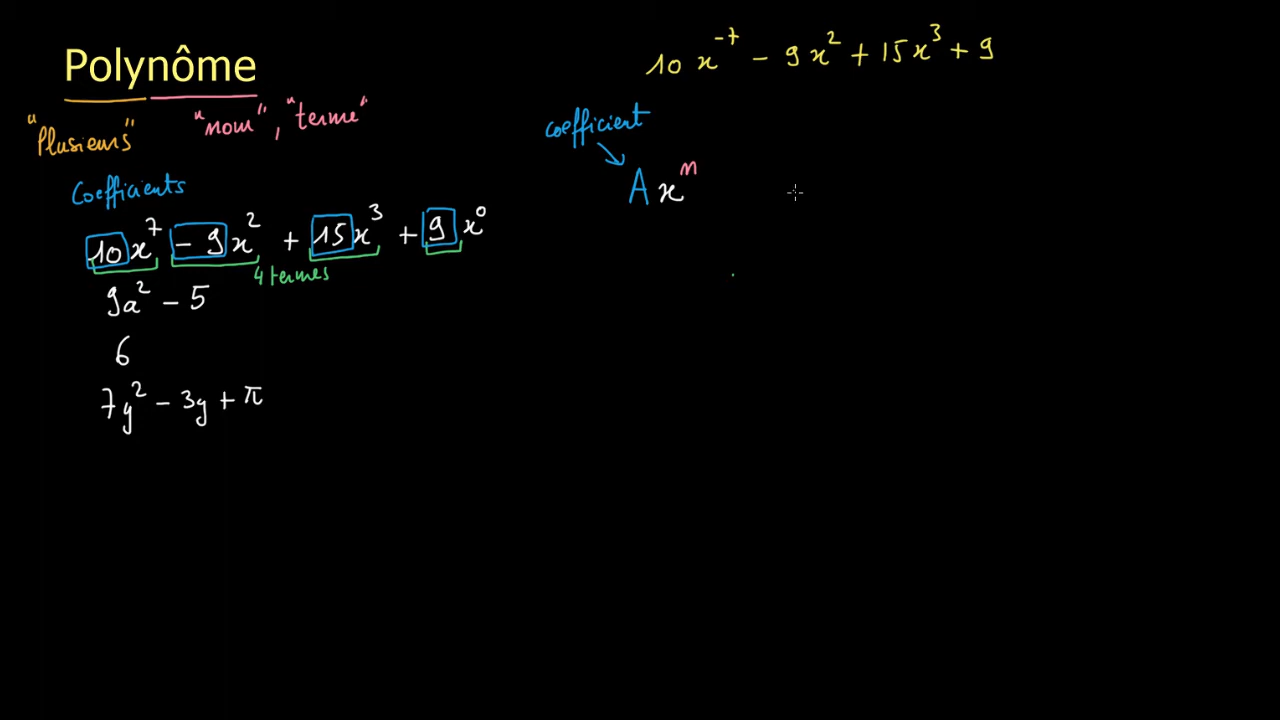 Polynôme
"Plusieurs" "nom", "terme"
Coefficients
10x⁷ - 9x² + 15x³ + 9x⁰
4 termes
9a² - 5
6
7y² - 3y + π
10x⁻⁷ - 9x² + 15x³ + 9
coefficient
Axⁿ